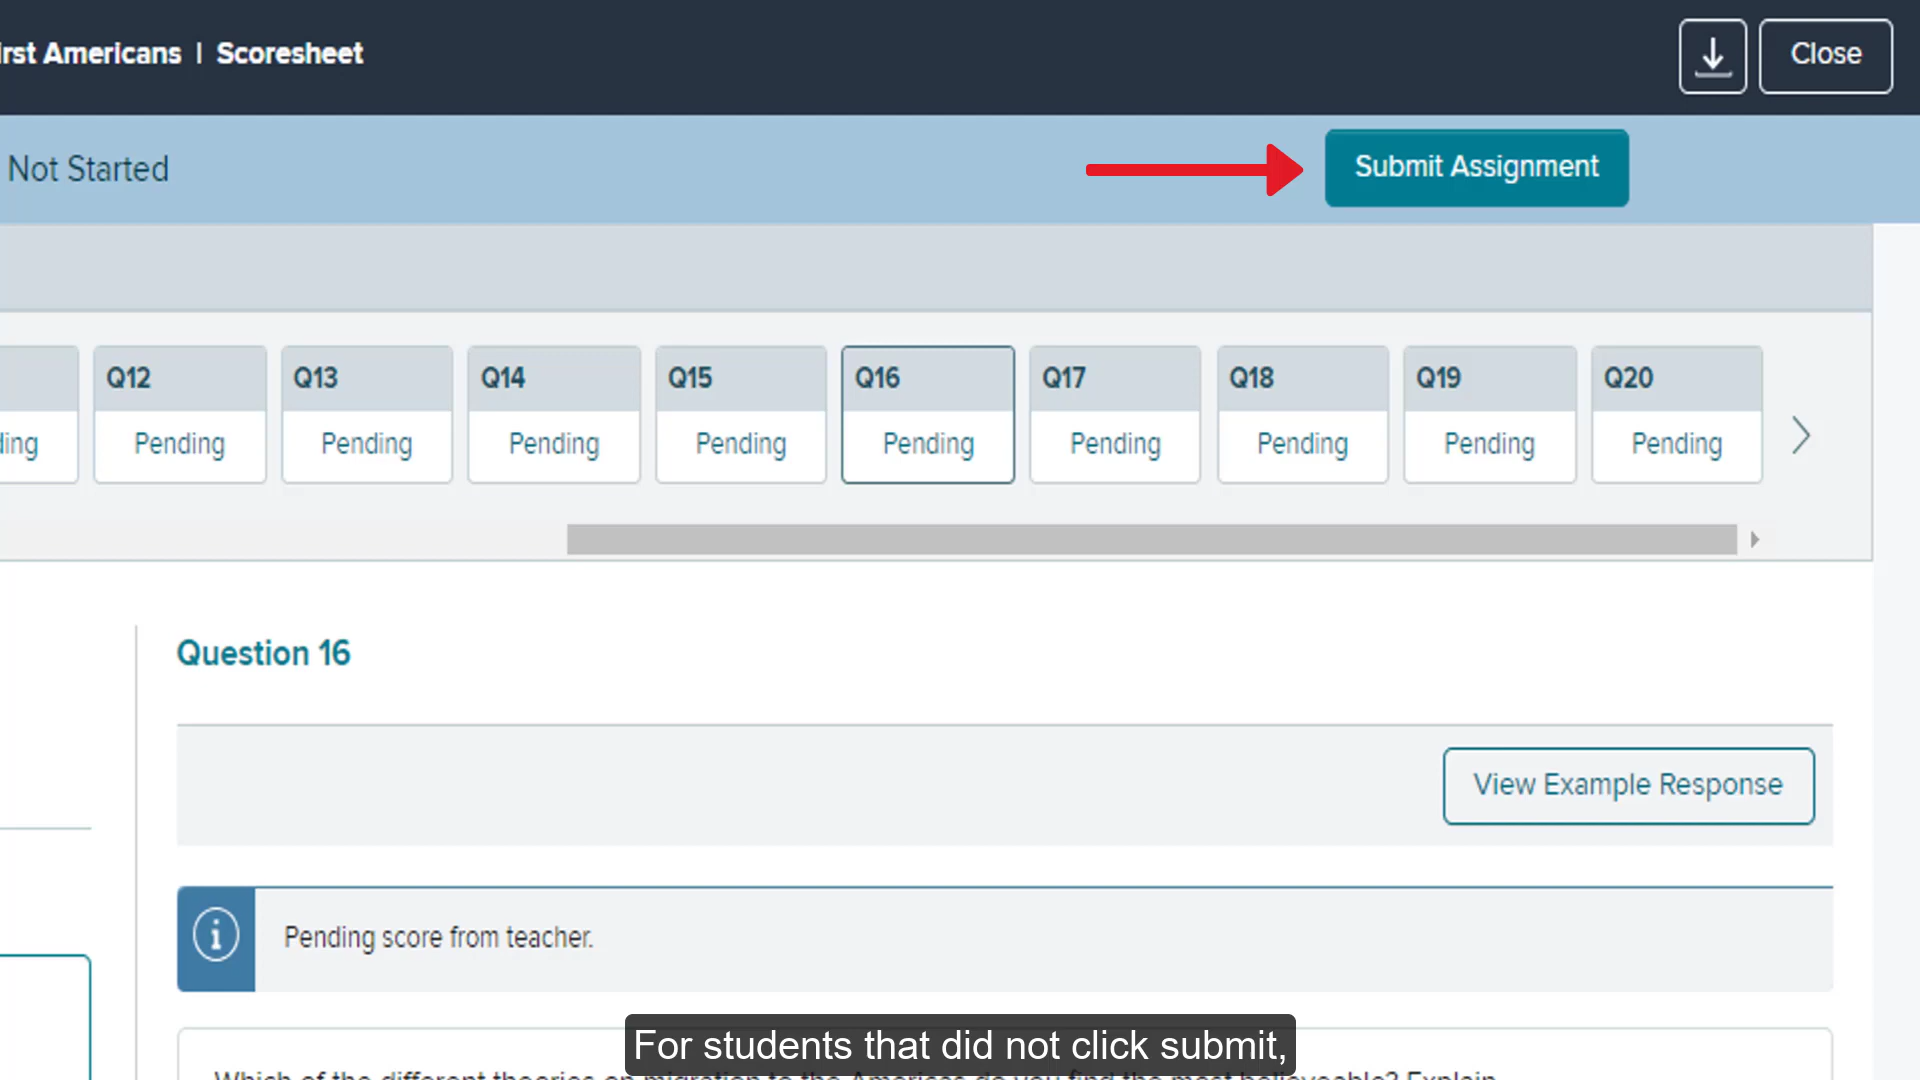 rst Americans | Scoresheet
Close
Not Started
Submit Assignment
Q12 Q13 Q14 Q15 Q16 Q17 Q18 Q19 Q20
ding Pending Pending Pending Pending Pending Pending Pending Pending Pending
Question 16
View Example Response
Pending score from teacher.
For students that did not click submit,
Which of the different theories on migration to the Americas do you find the most believeable? Explain